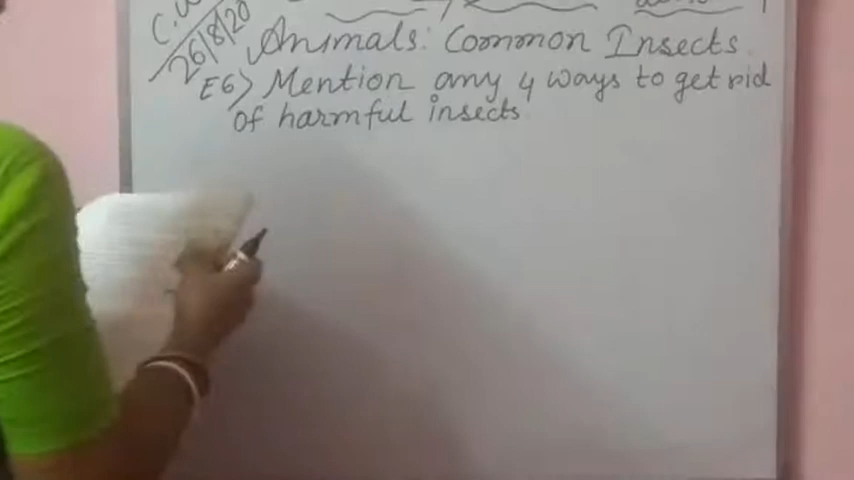 C.W
26/8/20
Animals: Common Insects
E6) Mention any 4 ways to get rid
of harmful insects.